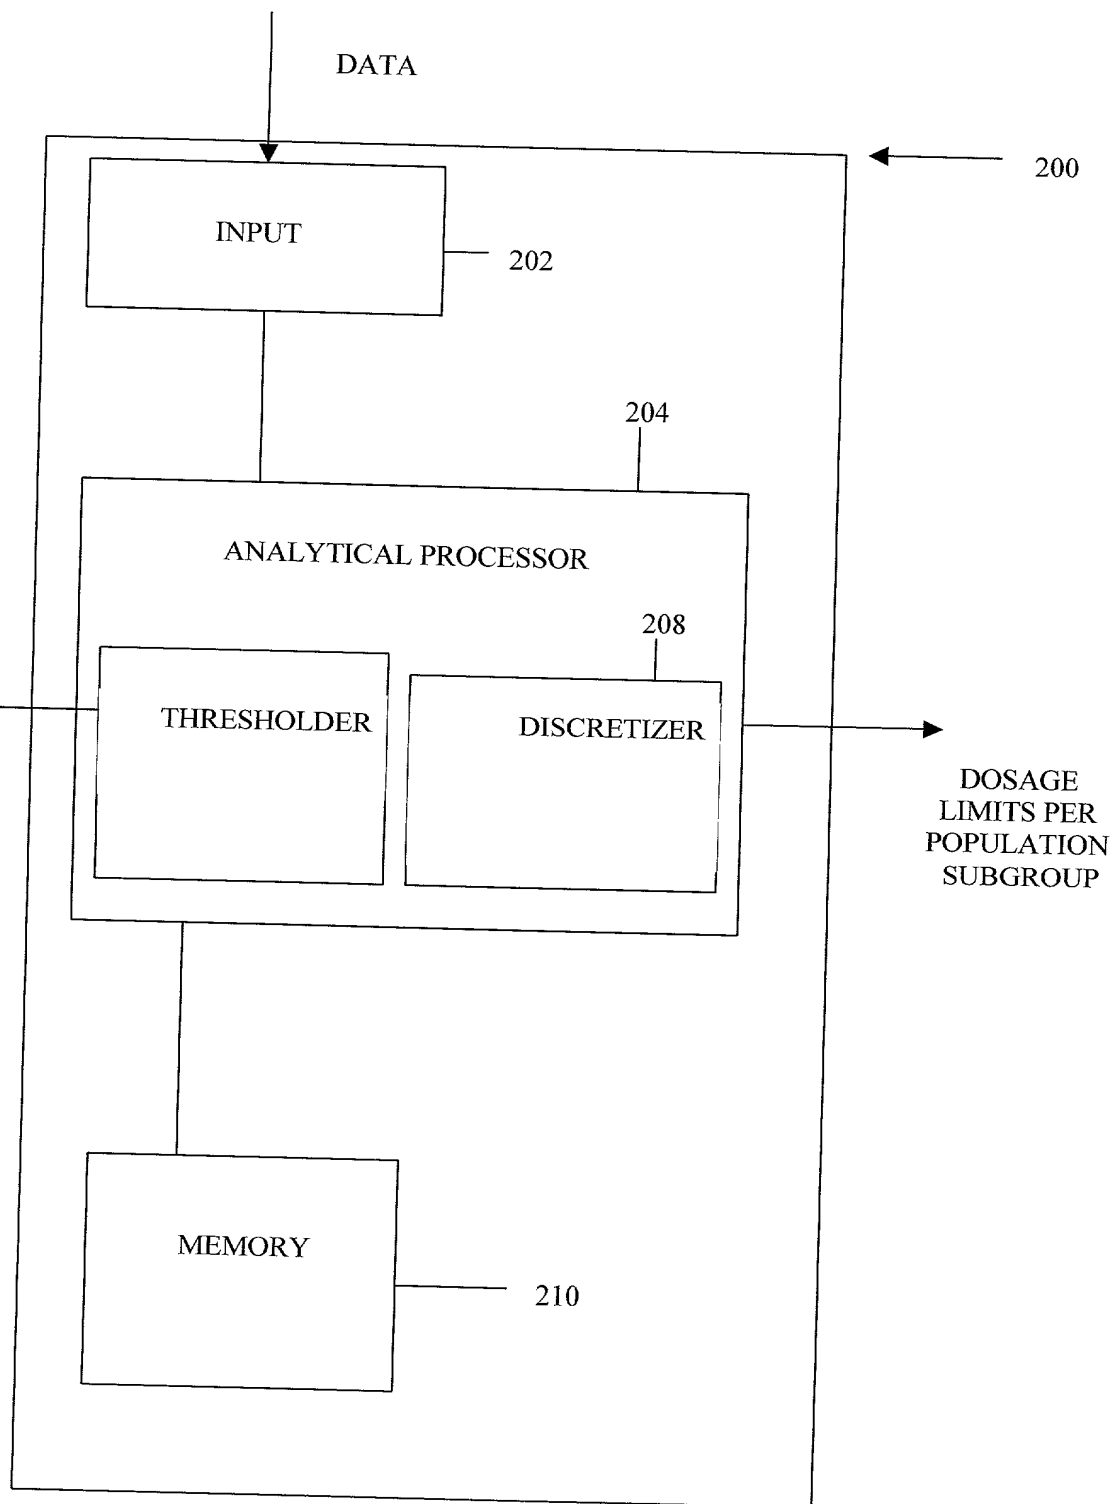 DATA
200
INPUT
202
204
ANALYTICAL PROCESSOR
208
THRESHOLDER
DISCRETIZER
DOSAGE
LIMITS PER
POPULATION
SUBGROUP
MEMORY
210